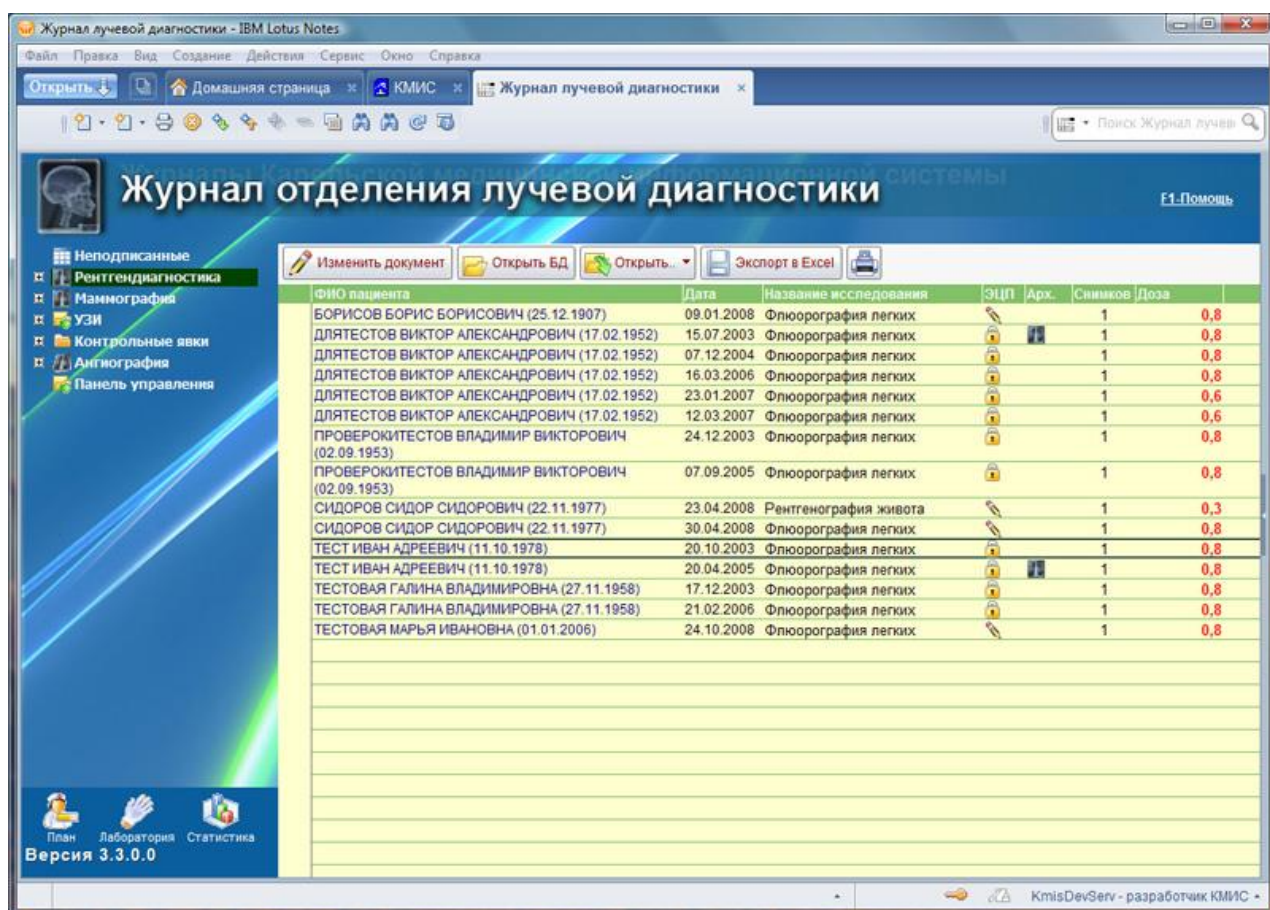 Журнал лучевой диагностики - IBM Lotus Notes
Файл Правка Вид Создание Действия Сервис Окно Справка
Открыть Домашняя страница КМИС Журнал лучевой диагностики
Поиск Журнал лучев
Журналы Карельской медицинской информационной системы
Журнал отделения лучевой диагностики
F1-Помощь
Неподписанные
Рентгендиагностика
Маммография
УЗИ
Контрольные явки
Ангиография
Панель управления
Изменить документ Открыть БД Открыть.. Экспорт в Excel
ФИО пациента Дата Название исследования ЭЦП Арх. Снимков Доза
БОРИСОВ БОРИС БОРИСОВИЧ (25.12.1907) 09.01.2008 Флюорография легких 1 0,8
ДЛЯТЕСТОВ ВИКТОР АЛЕКСАНДРОВИЧ (17.02.1952) 15.07.2003 Флюорография легких 1 0,8
ДЛЯТЕСТОВ ВИКТОР АЛЕКСАНДРОВИЧ (17.02.1952) 07.12.2004 Флюорография легких 1 0,8
ДЛЯТЕСТОВ ВИКТОР АЛЕКСАНДРОВИЧ (17.02.1952) 16.03.2006 Флюорография легких 1 0,8
ДЛЯТЕСТОВ ВИКТОР АЛЕКСАНДРОВИЧ (17.02.1952) 23.01.2007 Флюорография легких 1 0,6
ДЛЯТЕСТОВ ВИКТОР АЛЕКСАНДРОВИЧ (17.02.1952) 12.03.2007 Флюорография легких 1 0,6
ПРОВЕРОКИТЕСТОВ ВЛАДИМИР ВИКТОРОВИЧ 24.12.2003 Флюорография легких 1 0,8
(02.09.1953)
ПРОВЕРОКИТЕСТОВ ВЛАДИМИР ВИКТОРОВИЧ 07.09.2005 Флюорография легких 1 0,8
(02.09.1953)
СИДОРОВ СИДОР СИДОРОВИЧ (22.11.1977) 23.04.2008 Рентгенография живота 1 0,3
СИДОРОВ СИДОР СИДОРОВИЧ (22.11.1977) 30.04.2008 Флюорография легких 1 0,8
ТЕСТ ИВАН АДРЕЕВИЧ (11.10.1978) 20.10.2003 Флюорография легких 1 0,8
ТЕСТ ИВАН АДРЕЕВИЧ (11.10.1978) 20.04.2005 Флюорография легких 1 0,8
ТЕСТОВАЯ ГАЛИНА ВЛАДИМИРОВНА (27.11.1958) 17.12.2003 Флюорография легких 1 0,8
ТЕСТОВАЯ ГАЛИНА ВЛАДИМИРОВНА (27.11.1958) 21.02.2006 Флюорография легких 1 0,8
ТЕСТОВАЯ МАРЬЯ ИВАНОВНА (01.01.2006) 24.10.2008 Флюорография легких 1 0,8
План Лаборатория Статистика
Версия 3.3.0.0
KmisDevServ - разработчик КМИС